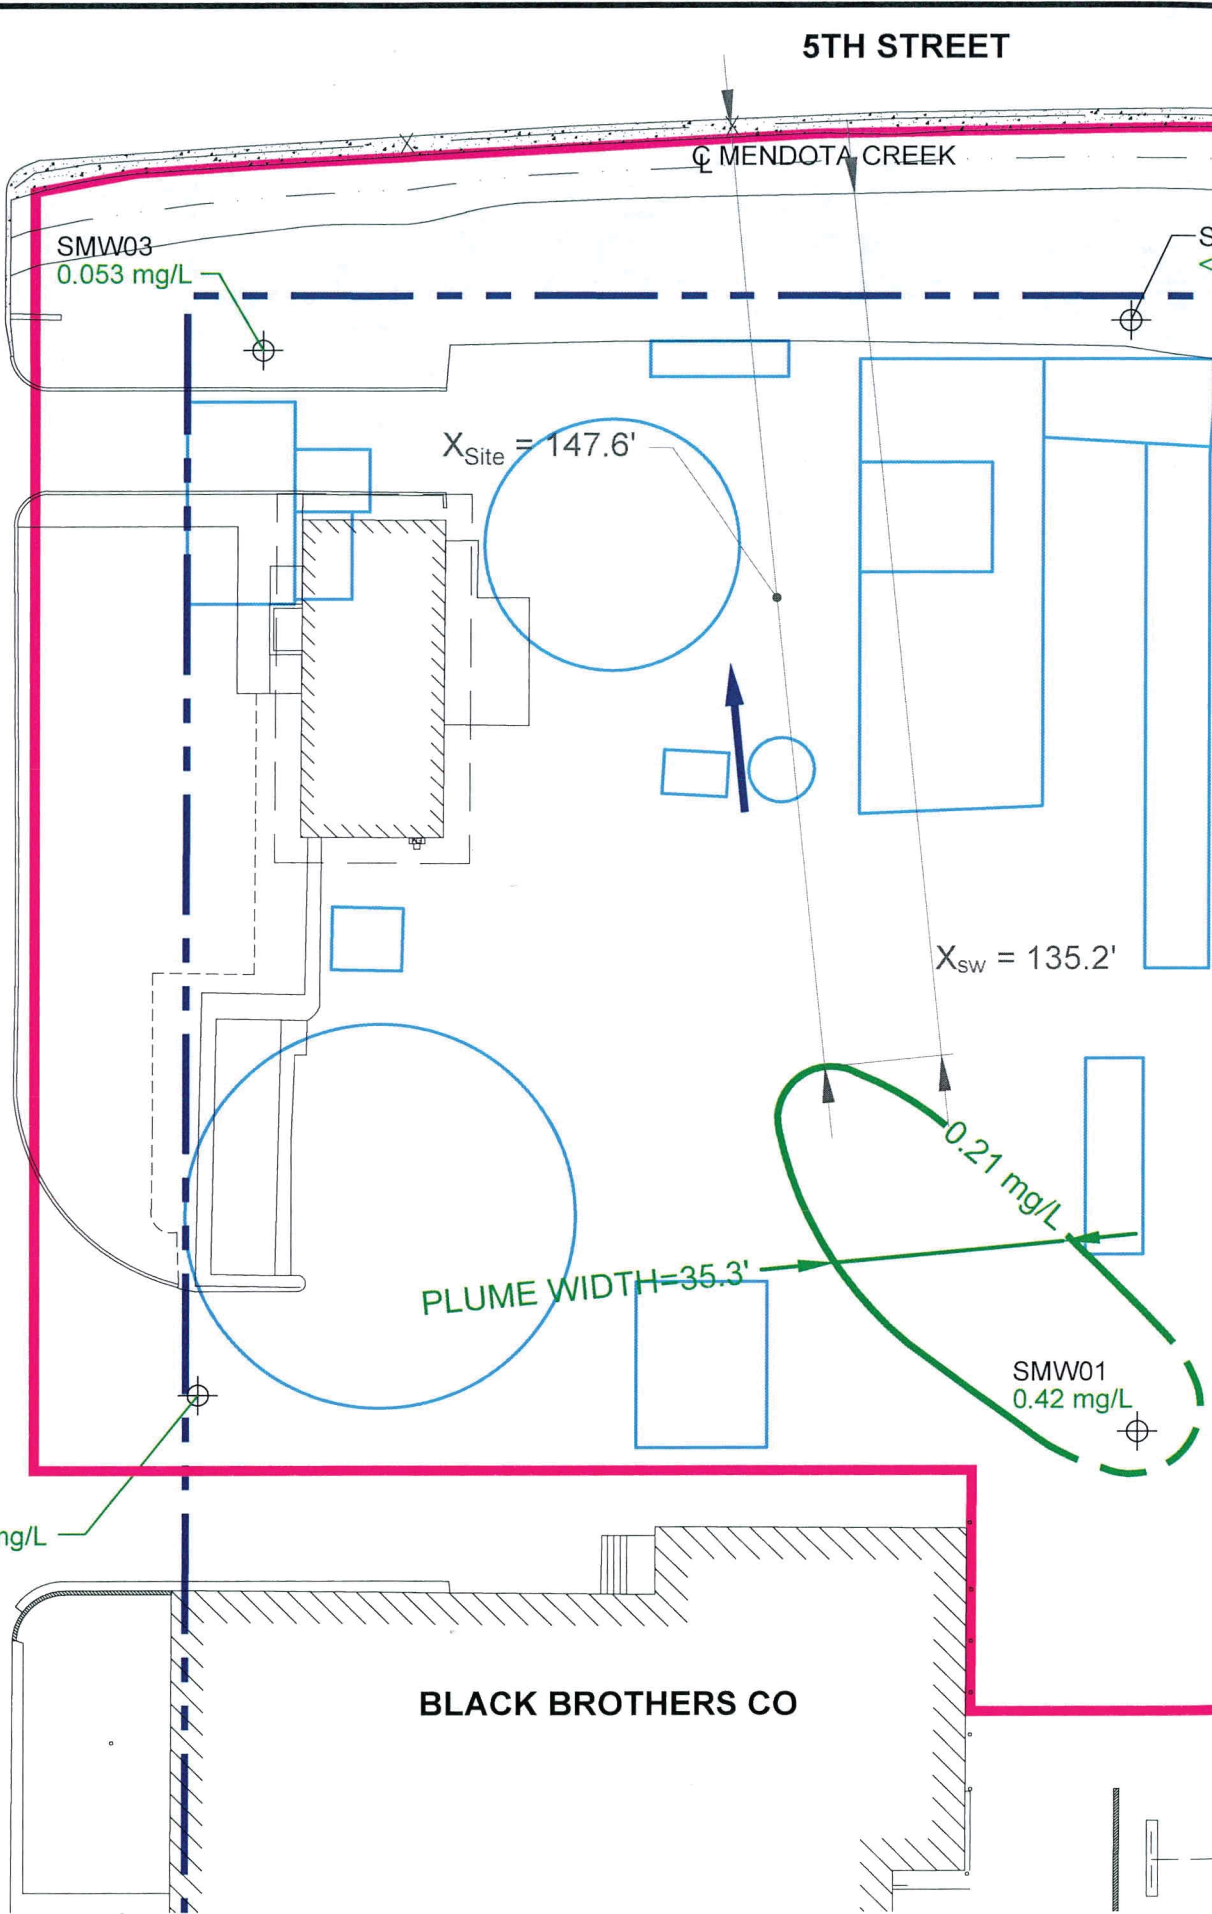 5TH STREET
℄ MENDOTA CREEK
SMW03
0.053 mg/L
S
<
X_Site = 147.6'
X_SW = 135.2'
0.21 mg/L
PLUME WIDTH=35.3'
SMW01
0.42 mg/L
mg/L
BLACK BROTHERS CO